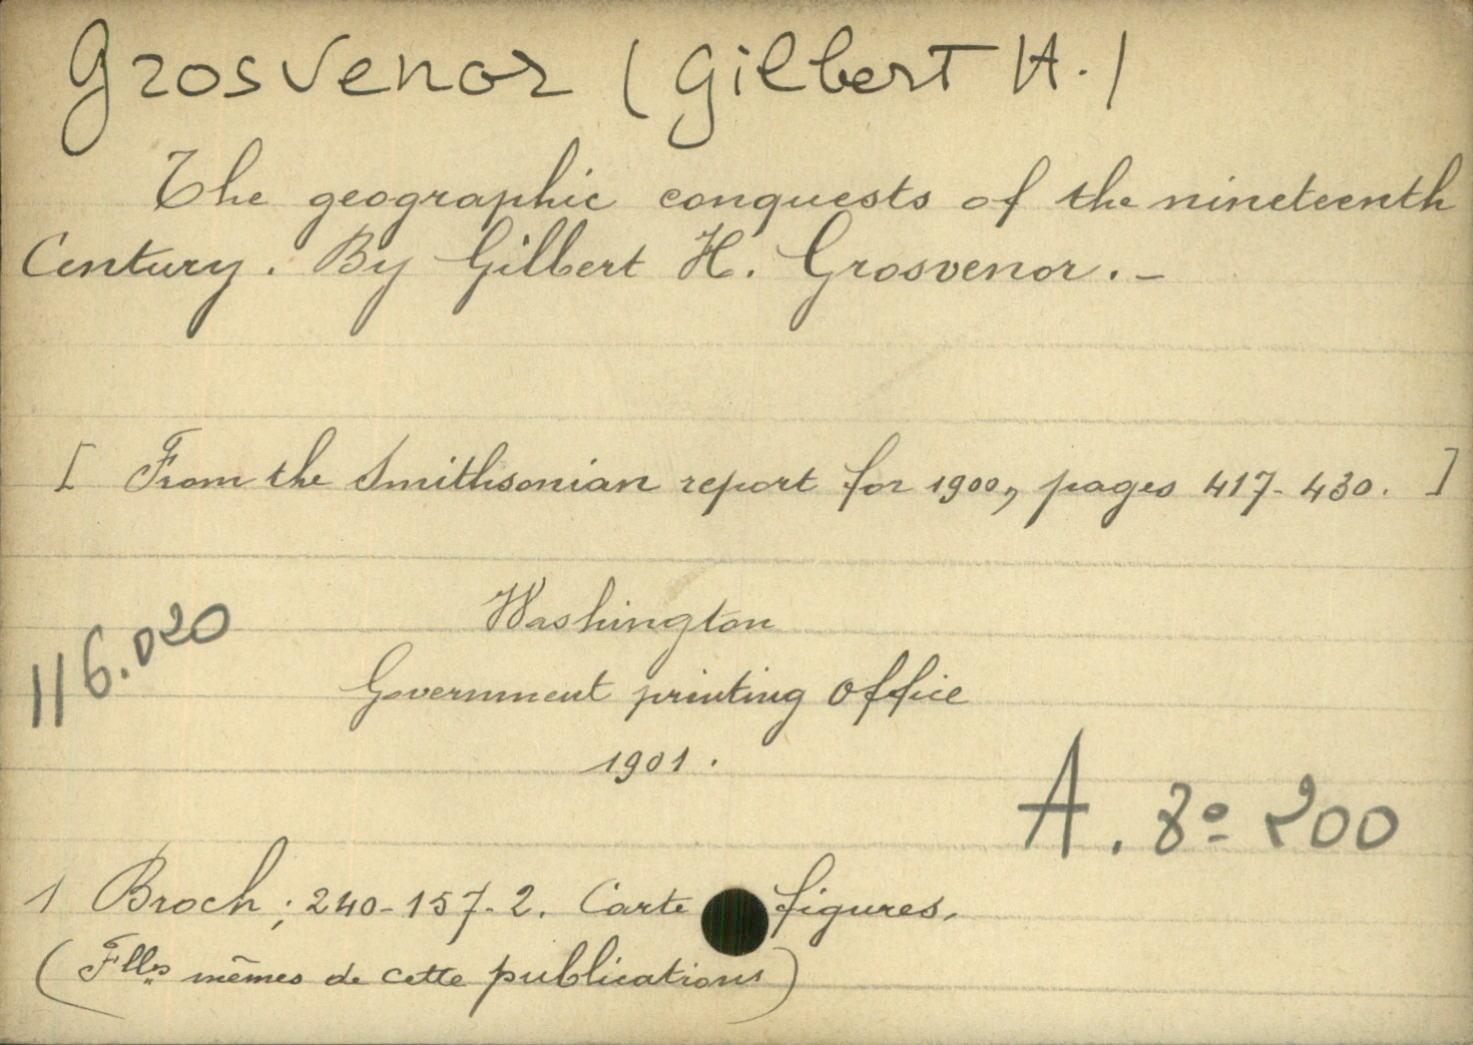 Grosvenor (Gilbert H.)
The geographic conquests of the nineteenth
Century. By Gilbert H. Grosvenor. -
[ From the Smithsonian report for 1900, pages 417-430. ]
116.020
Washington
Government printing office
1901.
A. 8º 200
1 Broch; 240-157-2. Carte figures.
(Flles mêmes de cette publications)